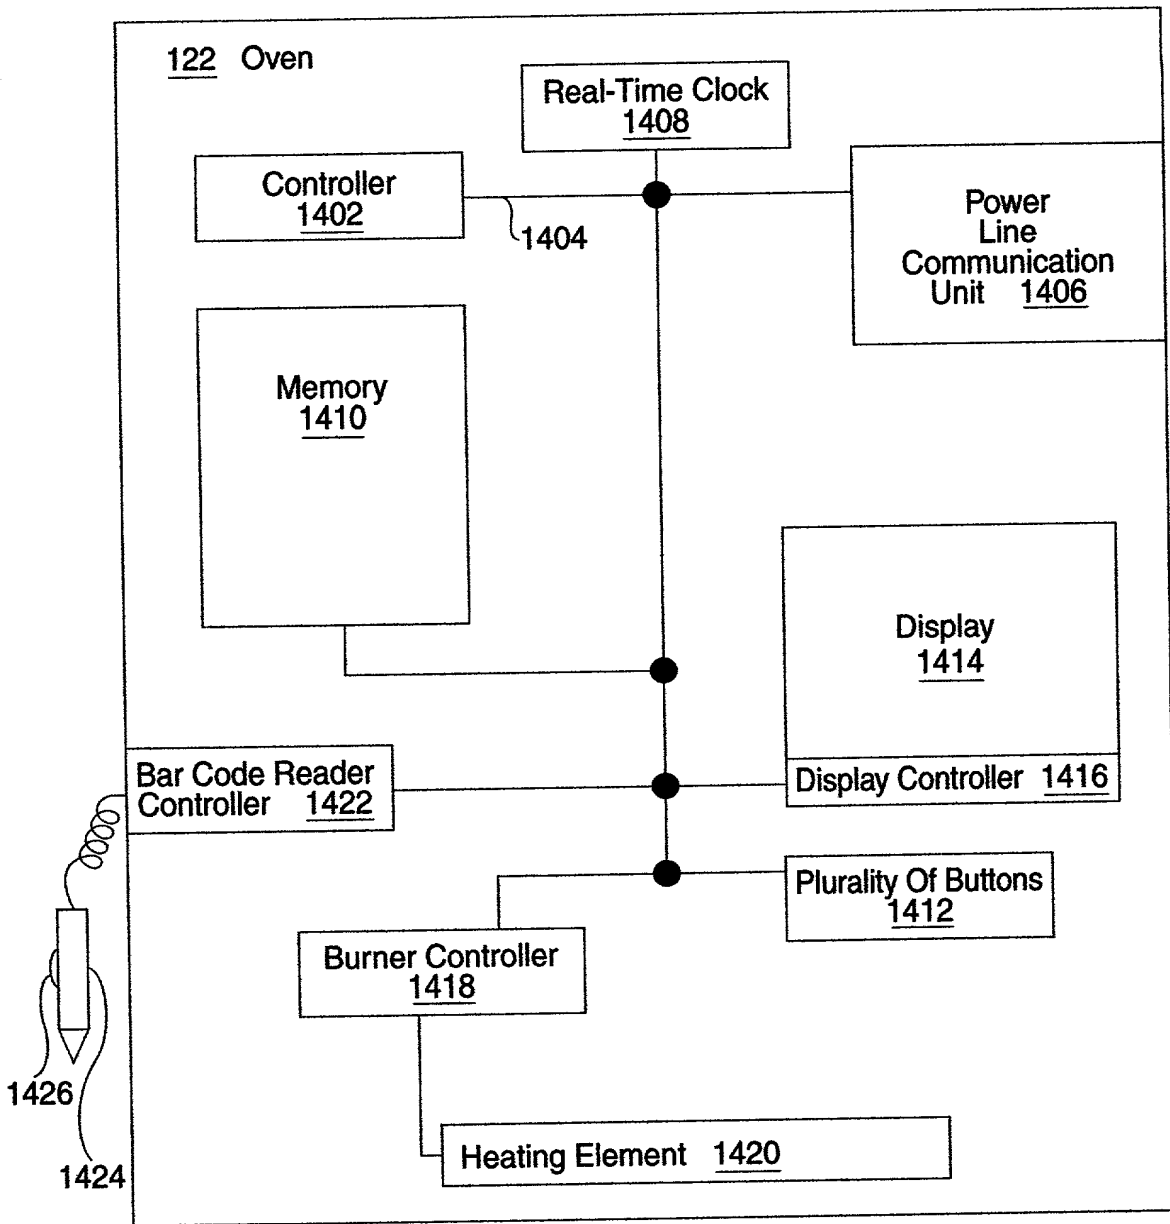 122 Oven
Real-Time Clock
1408
Controller
1402
1404
Power
Line
Communication
Unit 1406
Memory
1410
Display
1414
Display Controller 1416
Bar Code Reader
Controller 1422
Plurality Of Buttons
1412
Burner Controller
1418
1426
1424
Heating Element 1420